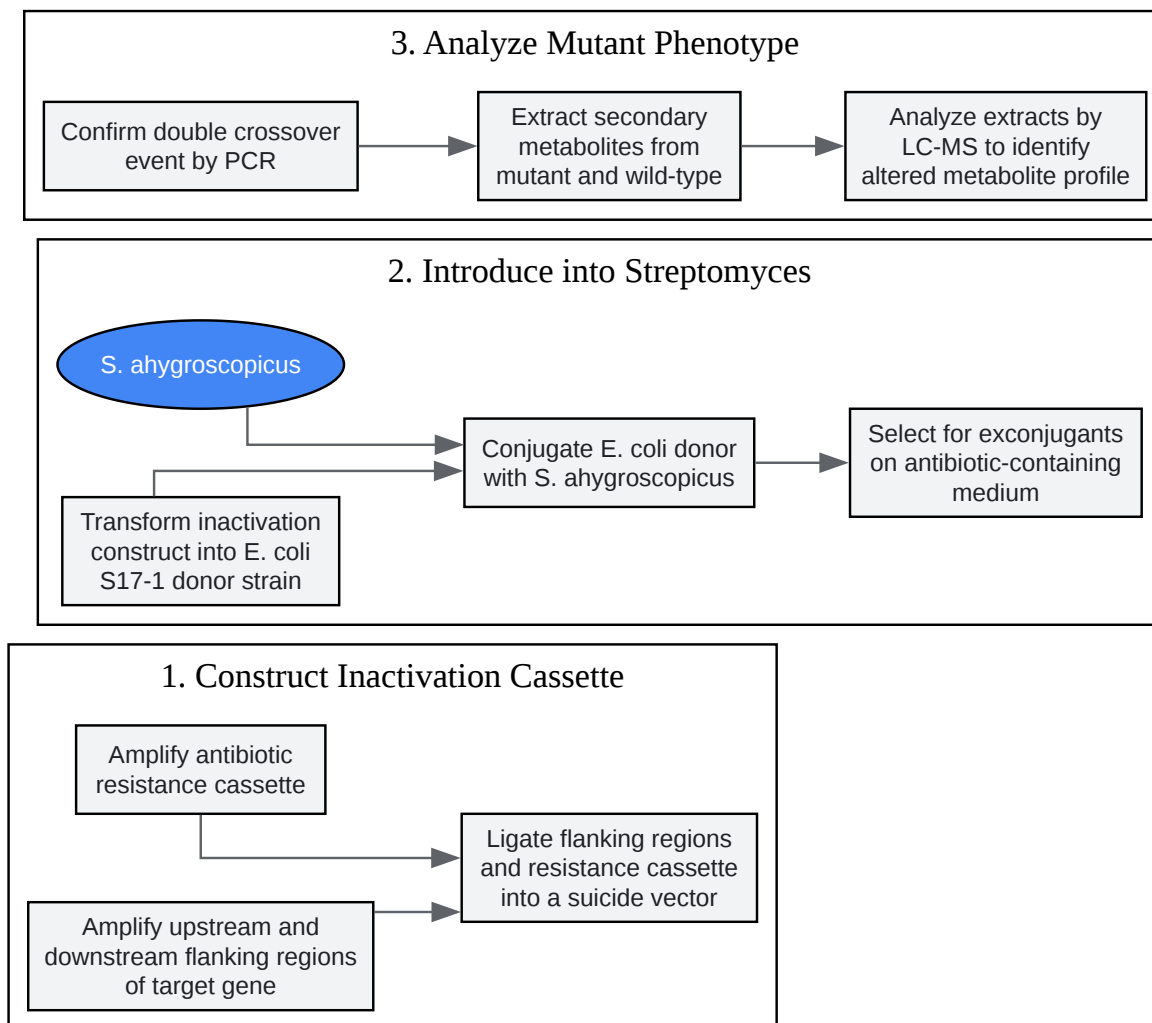 3. Analyze Mutant Phenotype
Confirm double crossover
event by PCR
Extract secondary
metabolites from
mutant and wild-type
Analyze extracts by
LC-MS to identify
altered metabolite profile
2. Introduce into Streptomyces
S. ahygroscopicus
Transform inactivation
construct into E. coli
S17-1 donor strain
Conjugate E. coli donor
with S. ahygroscopicus
Select for exconjugants
on antibiotic-containing
medium
1. Construct Inactivation Cassette
Amplify antibiotic
resistance cassette
Amplify upstream and
downstream flanking regions
of target gene
Ligate flanking regions
and resistance cassette
into a suicide vector